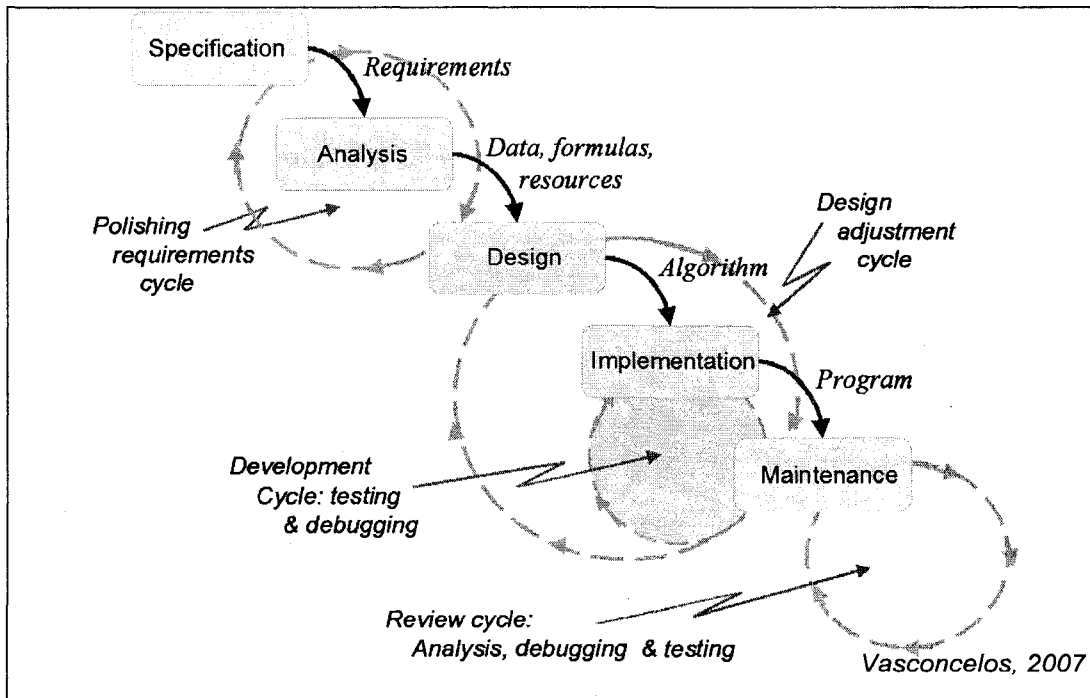 Specification
Requirements
Analysis
Data, formulas,
resources
Polishing
requirements
cycle
Design
Design
adjustment
cycle
Algorithm
Implementation
Program
Development
Cycle: testing
& debugging
Maintenance
Review cycle:
Analysis, debugging & testing
Vasconcelos, 2007